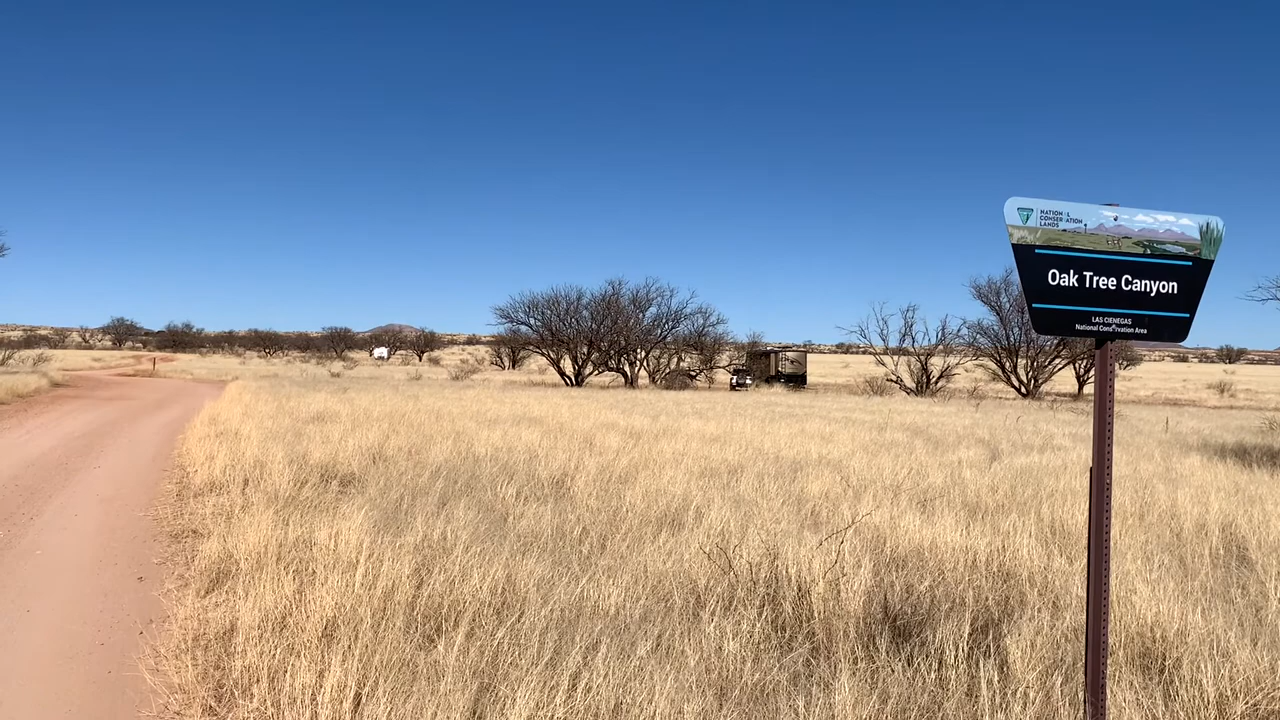 NATIONAL
CONSERVATION
LANDS
Oak Tree Canyon
LAS CIENEGAS
National Conservation Area